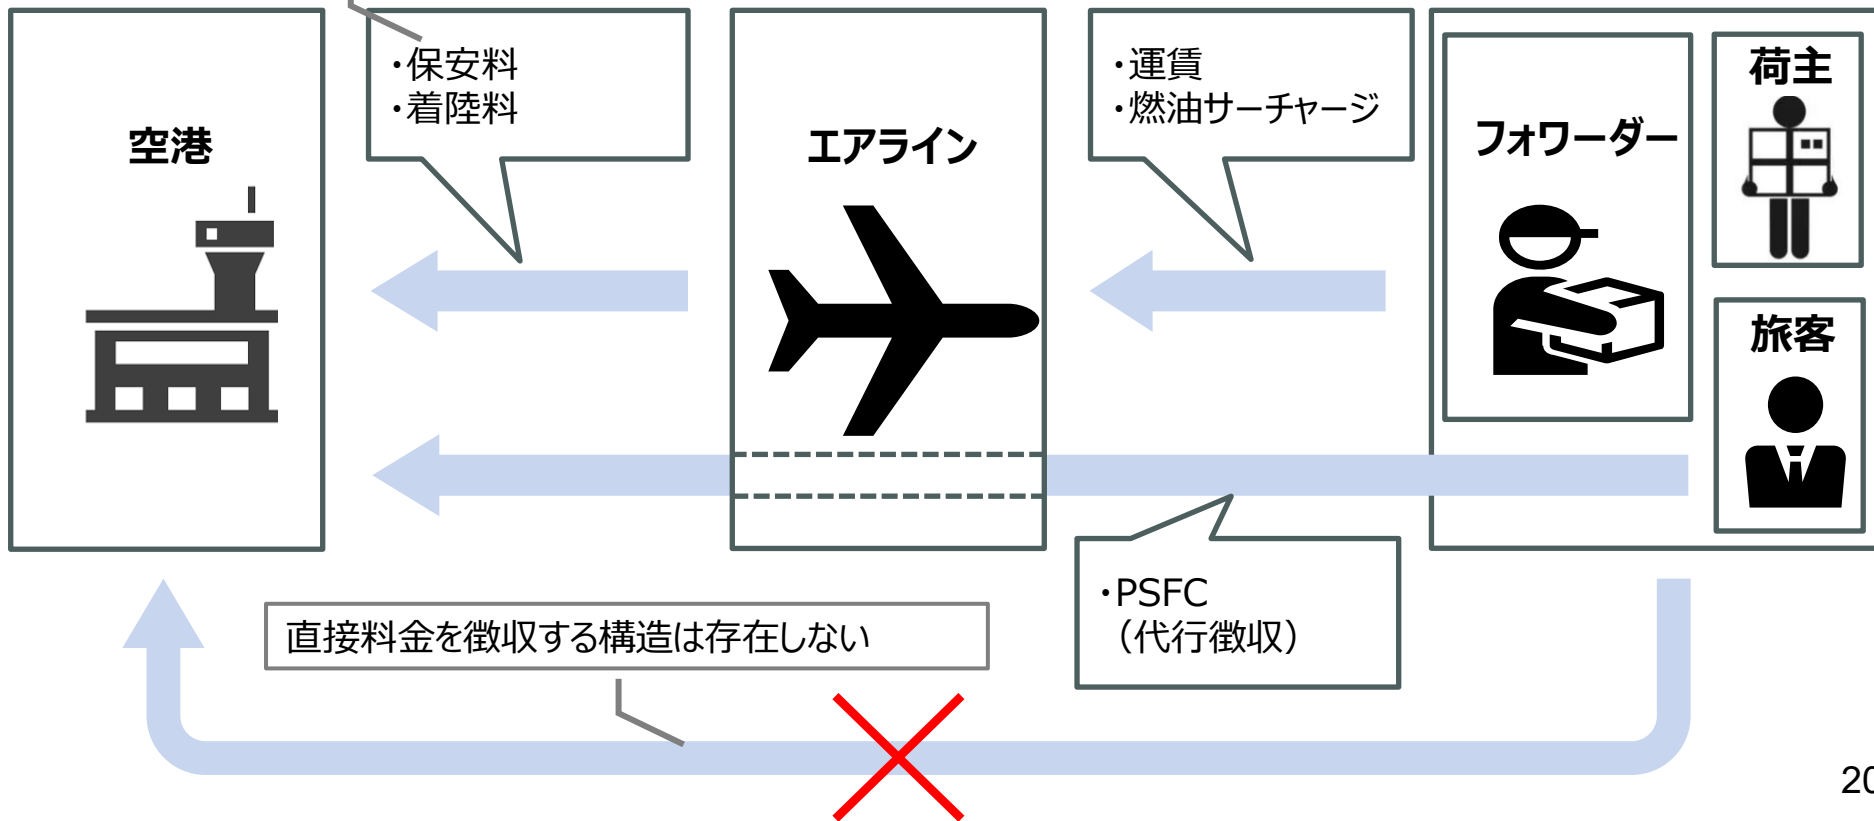 空港
・保安料
・着陸料
エアライン
・運賃
・燃油サーチャージ
フォワーダー
荷主
旅客
・PSFC
（代行徴収）
直接料金を徴収する構造は存在しない
20